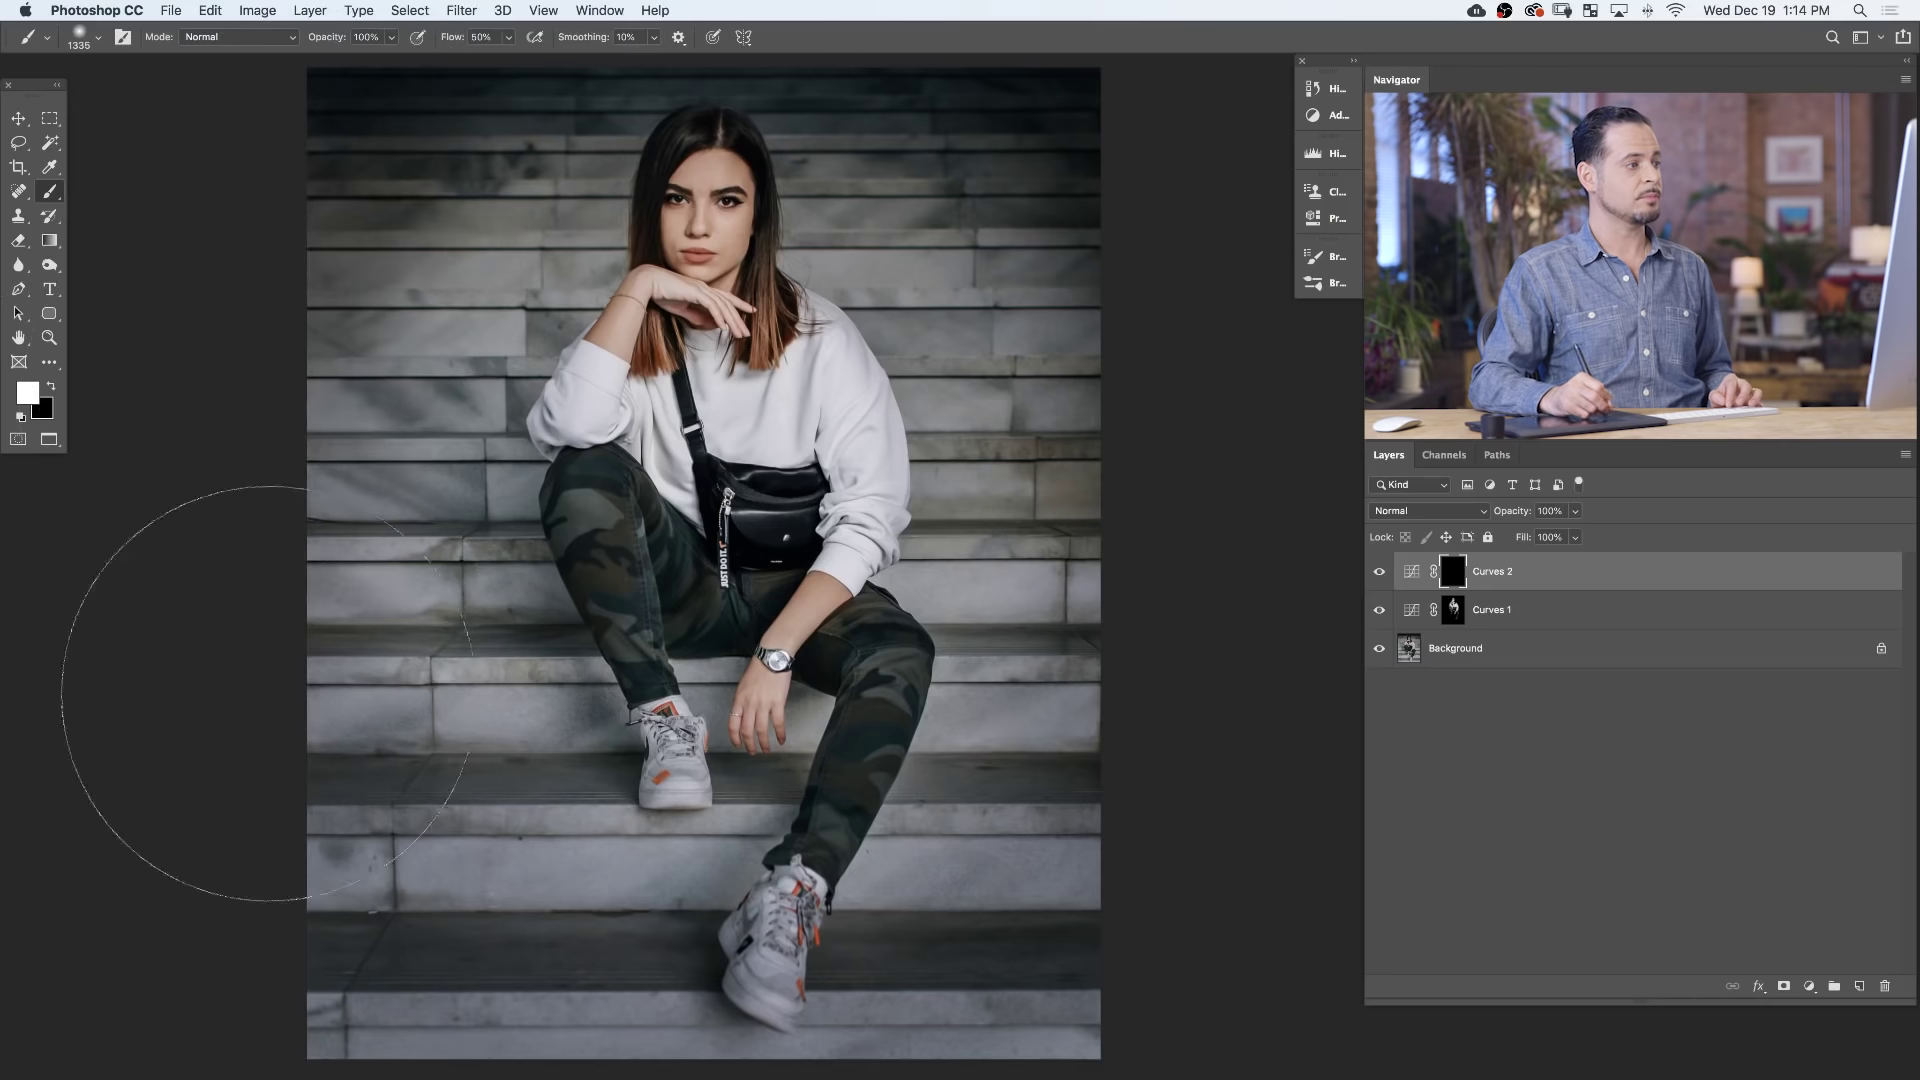 Photoshop CC File Edit Image Layer Type Select Filter 3D View Window Help Wed Dec 19 1:14 PM
1335 Mode: Normal Opacity: 100% Flow: 50% Smoothing: 10%
Navigator
Hi...
Ad...
Hi...
Cl...
Pr...
Br...
Br...
JUST DO IT.
Layers Channels Paths
Kind
Normal Opacity: 100%
Lock: Fill: 100%
Curves 2
Curves 1
Background
fx